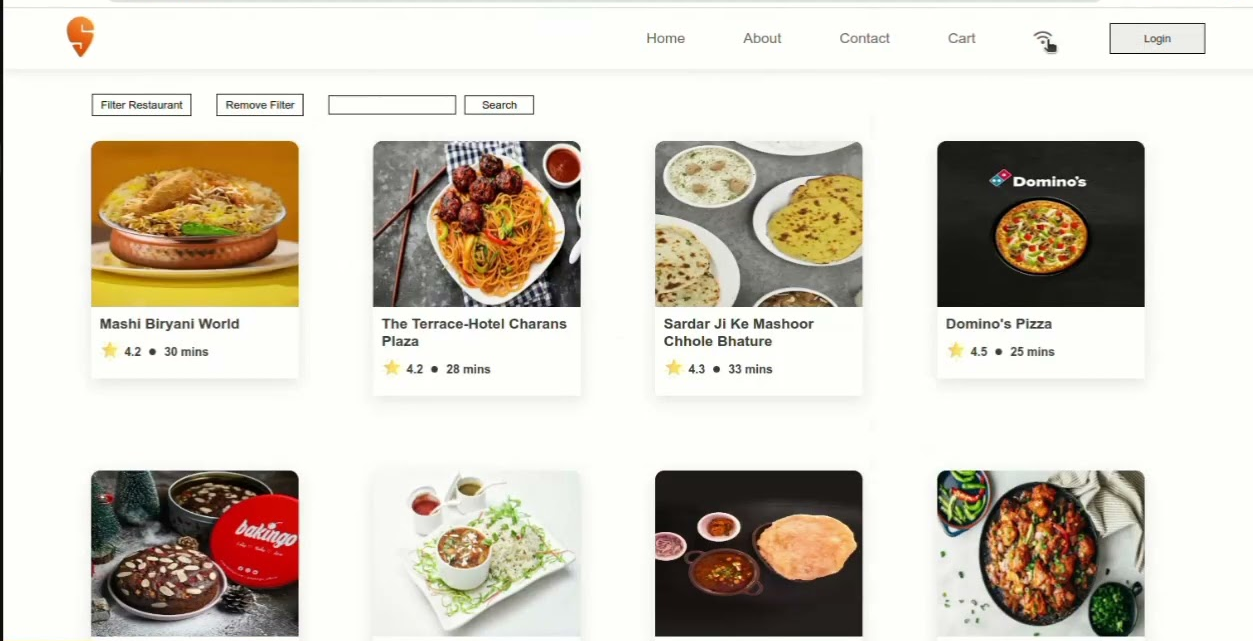 Home
About
Contact
Cart
Login
Filter Restaurant
Remove Filter
Search
Domino's
Mashi Biryani World
4.2 ● 30 mins
The Terrace-Hotel Charans
Plaza
4.2 ● 28 mins
Sardar Ji Ke Mashoor
Chhole Bhature
4.3 ● 33 mins
Domino's Pizza
4.5 ● 25 mins
bakingo